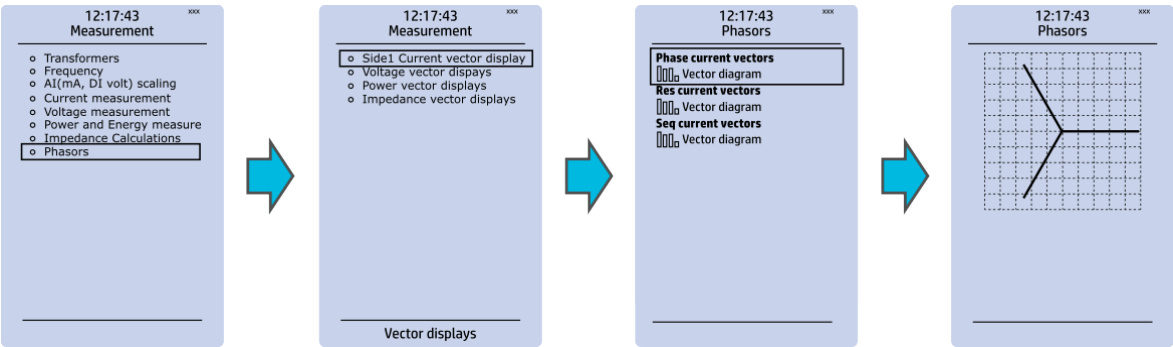 12:17:43 xxx
Measurement
Transformers
Frequency
AI(mA, DI volt) scaling
Current measurement
Voltage measurement
Power and Energy measure
Impedance Calculations
Phasors
12:17:43 xxx
Measurement
Side1 Current vector display
Voltage vector dispays
Power vector displays
Impedance vector displays
Vector displays
12:17:43 xxx
Phasors
Phase current vectors
Vector diagram
Res current vectors
Vector diagram
Seq current vectors
Vector diagram
12:17:43 xxx
Phasors